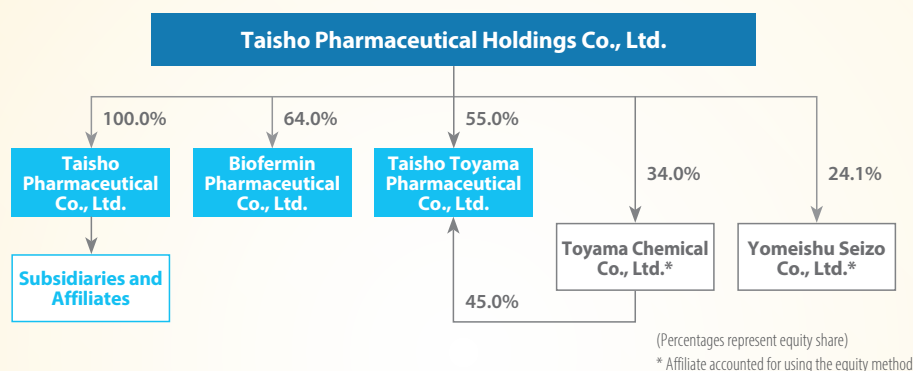 Taisho Pharmaceutical Holdings Co., Ltd.
100.0%
64.0%
55.0%
34.0%
24.1%
Taisho
Pharmaceutical
Co., Ltd.
Biofermin
Pharmaceutical
Co., Ltd.
Taisho Toyama
Pharmaceutical
Co., Ltd.
Toyama Chemical
Co., Ltd.*
Yomeishu Seizo
Co., Ltd.*
Subsidiaries and
Affiliates
45.0%
(Percentages represent equity share)
* Affiliate accounted for using the equity method